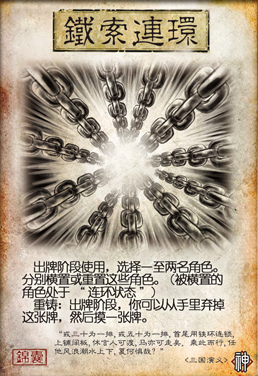 鐵索連環
出牌阶段使用，选择一至两名角色。
分别横置或重置这些角色。（被横置的
角色处于“连环状态”）
重铸：出牌阶段，你可以从手里弃掉
这张牌，然后摸一张牌。
“或三十为一排，或五十为一排，首尾用铁环连锁，
上铺阔板，休言人可渡，马亦可走矣，乘此而行，任
他风浪潮水上下，复何惧哉？”
《三国演义》
錦囊
神